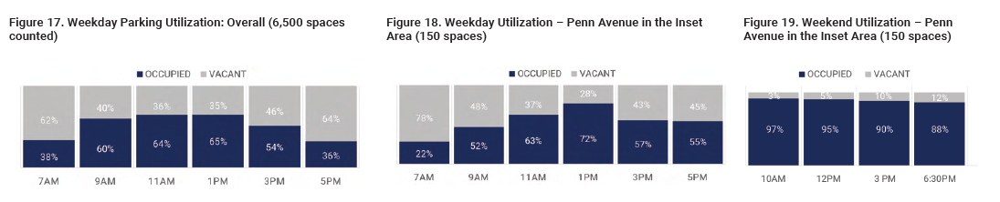 Figure 17. Weekday Parking Utilization: Overall (6,500 spaces
counted)
OCCUPIED VACANT
62% 40% 36% 35% 46% 64%
38% 60% 64% 65% 54% 36%
7AM 9AM 11AM 1PM 3PM 5PM
Figure 18. Weekday Utilization – Penn Avenue in the Inset
Area (150 spaces)
OCCUPIED VACANT
78% 48% 37% 28% 43% 45%
22% 52% 63% 72% 57% 55%
7AM 9AM 11AM 1PM 3PM 5PM
Figure 19. Weekend Utilization – Penn
Avenue in the Inset Area (150 spaces)
OCCUPIED VACANT
3% 5% 10% 12%
97% 95% 90% 88%
10AM 12PM 3 PM 6:30PM